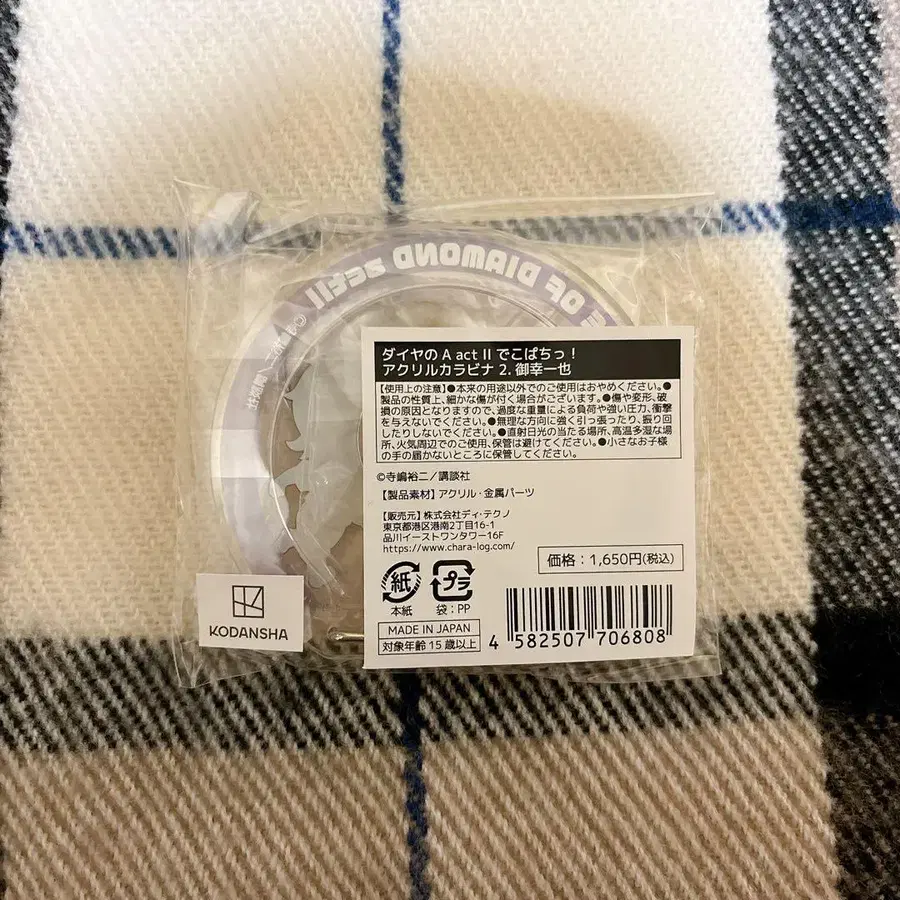 E OF DIAMOND act II
ダイヤのA act II でこぱちっ!
アクリルカラビナ 2. 御幸一也
【使用上の注意】●本来の用途以外でのご使用はおやめください。●
製品の性質上、細かな傷が付く場合がございます。●傷や変形、破
損の原因となりますので、過度な重量による負荷や強い圧力、衝撃
を与えないでください。●無理な方向に強く引っ張ったり、振り回
したりしないでください。●直射日光の当たる場所、高温多湿な場
所、火気周辺でのご使用、保管は避けてください。●小さなお子様
の手の届かないところに保管してください。
©寺嶋裕二/講談社
【製品素材】アクリル・金属パーツ
【販売元】株式会社ディ・テクノ
東京都港区港南2丁目16-1
品川イーストワンタワー16F
https://www.chara-log.com/
価格:1,650円(税込)
紙 プラ
本紙 袋:PP
MADE IN JAPAN
対象年齢15歳以上
4 582507 706808
KODANSHA